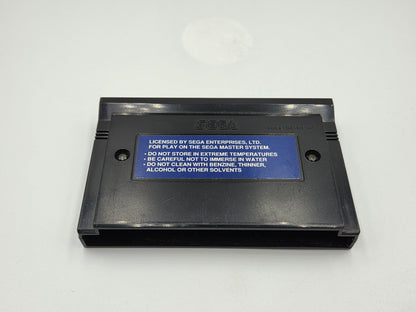 SEGA
LICENSED BY SEGA ENTERPRISES, LTD.
FOR PLAY ON THE SEGA MASTER SYSTEM.
• DO NOT STORE IN EXTREME TEMPERATURES
• BE CAREFUL NOT TO IMMERSE IN WATER
• DO NOT CLEAN WITH BENZINE, THINNER,
ALCOHOL OR OTHER SOLVENTS